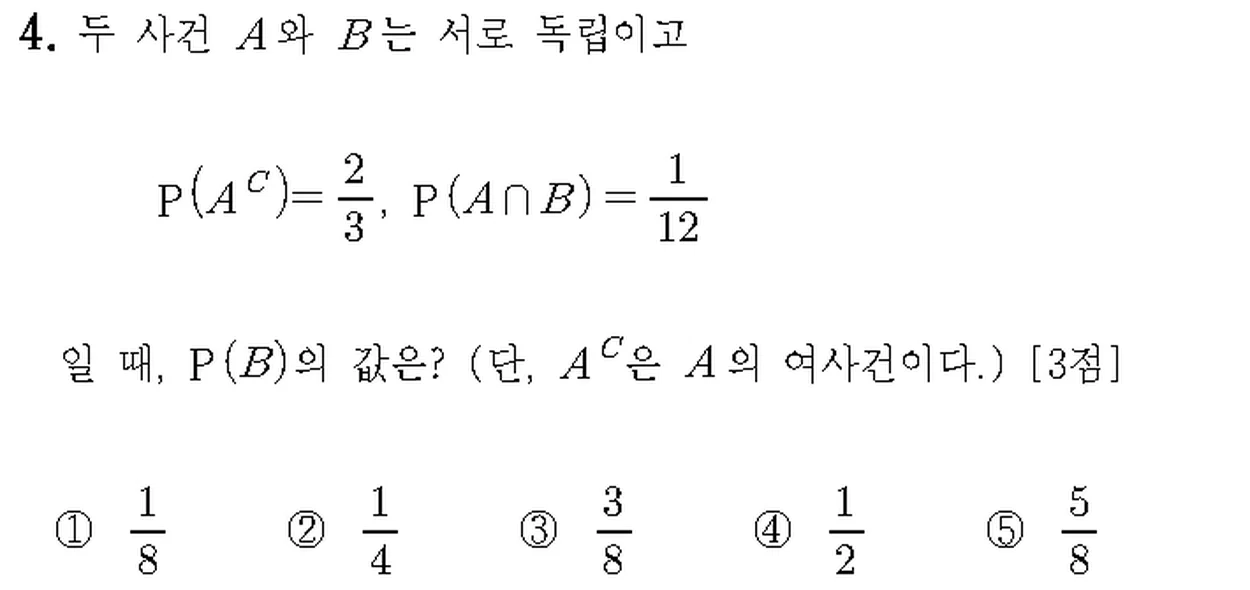 4. 두 사건 A와 B는 서로 독립이고
P(A^C)=2/3, P(A∩B)=1/12
일 때, P(B)의 값은? (단, A^C은 A의 여사건이다.) [3점]
① 1/8 ② 1/4 ③ 3/8 ④ 1/2 ⑤ 5/8